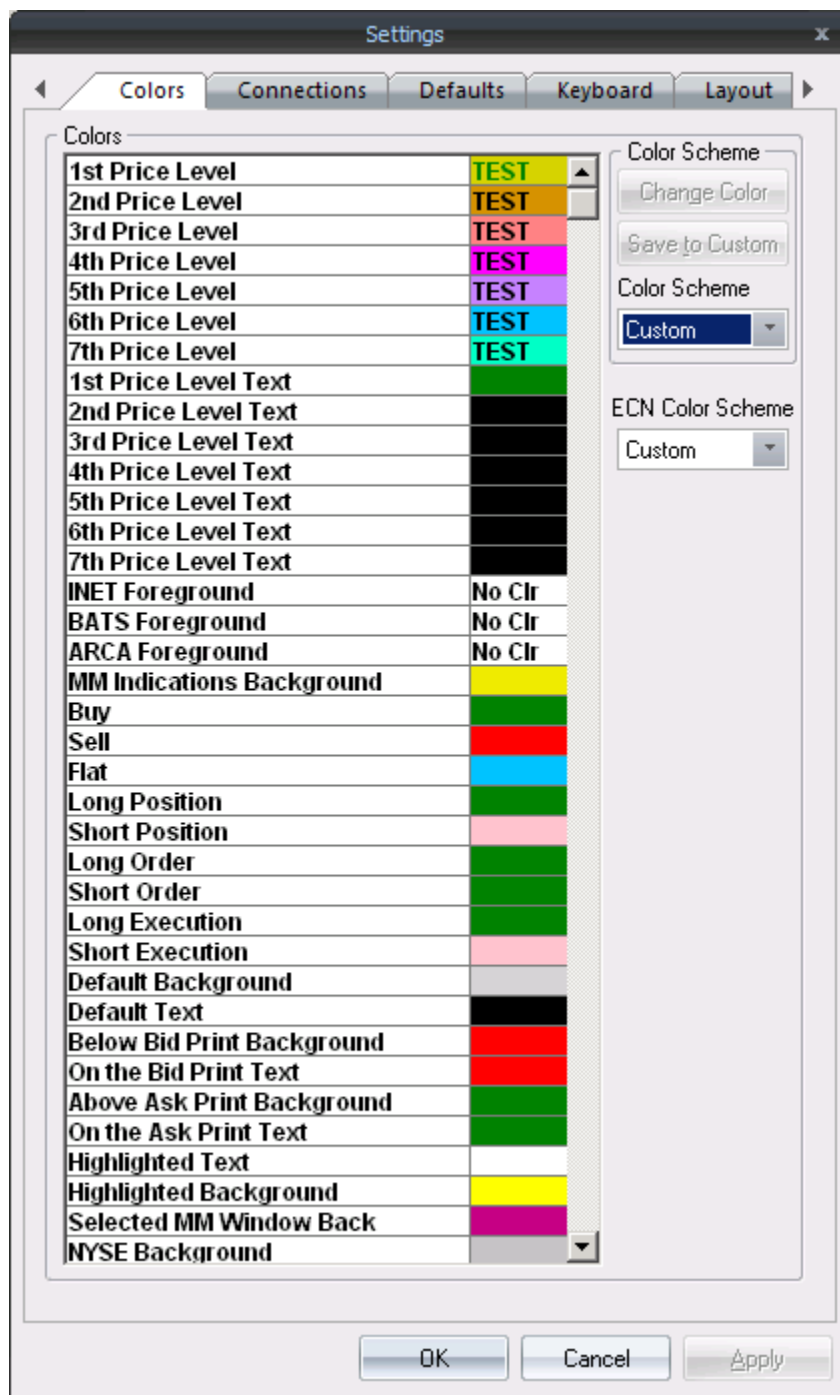 Settings
x
Colors Connections Defaults Keyboard Layout
Colors
1st Price Level TEST
2nd Price Level TEST
3rd Price Level TEST
4th Price Level TEST
5th Price Level TEST
6th Price Level TEST
7th Price Level TEST
1st Price Level Text
2nd Price Level Text
3rd Price Level Text
4th Price Level Text
5th Price Level Text
6th Price Level Text
7th Price Level Text
INET Foreground No Clr
BATS Foreground No Clr
ARCA Foreground No Clr
MM Indications Background
Buy
Sell
Flat
Long Position
Short Position
Long Order
Short Order
Long Execution
Short Execution
Default Background
Default Text
Below Bid Print Background
On the Bid Print Text
Above Ask Print Background
On the Ask Print Text
Highlighted Text
Highlighted Background
Selected MM Window Back
NYSE Background
Color Scheme
Change Color
Save to Custom
Color Scheme
Custom
ECN Color Scheme
Custom
OK Cancel Apply